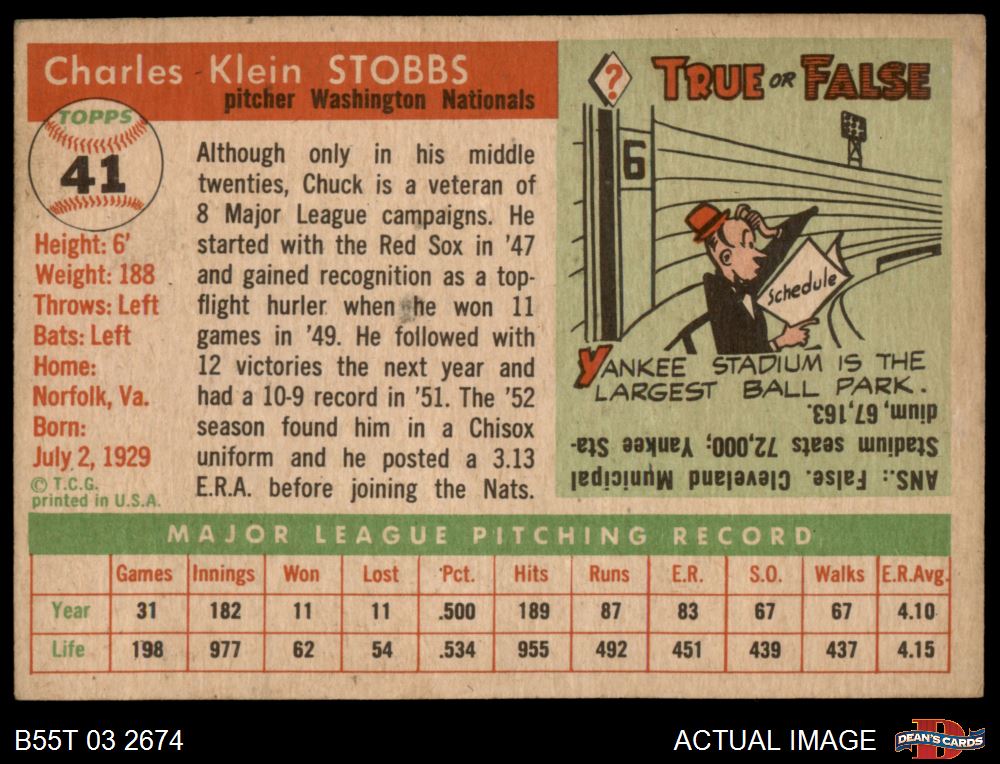 Charles Klein STOBBS
pitcher Washington Nationals
TOPPS
41
Height: 6'
Weight: 188
Throws: Left
Bats: Left
Home:
Norfolk, Va.
Born:
July 2, 1929
© T.C.G.
printed in U.S.A.
Although only in his middle
twenties, Chuck is a veteran of
8 Major League campaigns. He
started with the Red Sox in '47
and gained recognition as a top-
flight hurler when he won 11
games in '49. He followed with
12 victories the next year and
had a 10-9 record in '51. The '52
season found him in a Chisox
uniform and he posted a 3.13
E.R.A. before joining the Nats.
?
TRUE OR FALSE
6
Schedule
YANKEE STADIUM IS THE
LARGEST BALL PARK.
ANS.: False. Cleveland Municipal
Stadium seats 72,000; Yankee Sta-
dium, 67,163.
MAJOR LEAGUE PITCHING RECORD
Games Innings Won Lost Pct. Hits Runs E.R. S.O. Walks E.R.Avg.
Year 31 182 11 11 .500 189 87 83 67 67 4.10
Life 198 977 62 54 .534 955 492 451 439 437 4.15
B55T 03 2674
ACTUAL IMAGE
DEAN'S CARDS